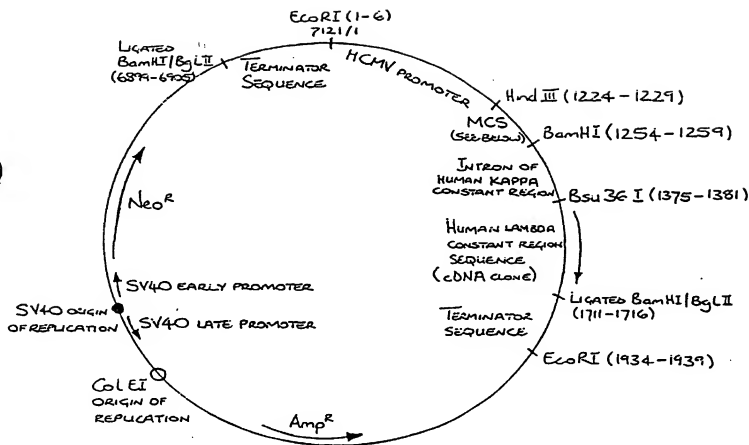 EcoRI (1-6)
7121/1
LIGATED
BamHI/BglII
(6899-6905)
TERMINATOR
SEQUENCE
HCMV PROMOTER
Hind III (1224-1229)
MCS
(SEE BELOW)
BamHI (1254-1259)
INTRON OF
HUMAN KAPPA
CONSTANT REGION
Bsu 36 I (1375-1381)
HUMAN LAMBDA
CONSTANT REGION
SEQUENCE
(cDNA CLONE)
LIGATED BamHI/BglII
(1711-1716)
TERMINATOR
SEQUENCE
EcoRI (1934-1939)
NeoR
SV40 EARLY PROMOTER
SV40 ORIGIN
OF REPLICATION
SV40 LATE PROMOTER
Col EI
ORIGIN OF
REPLICATION
AmpR